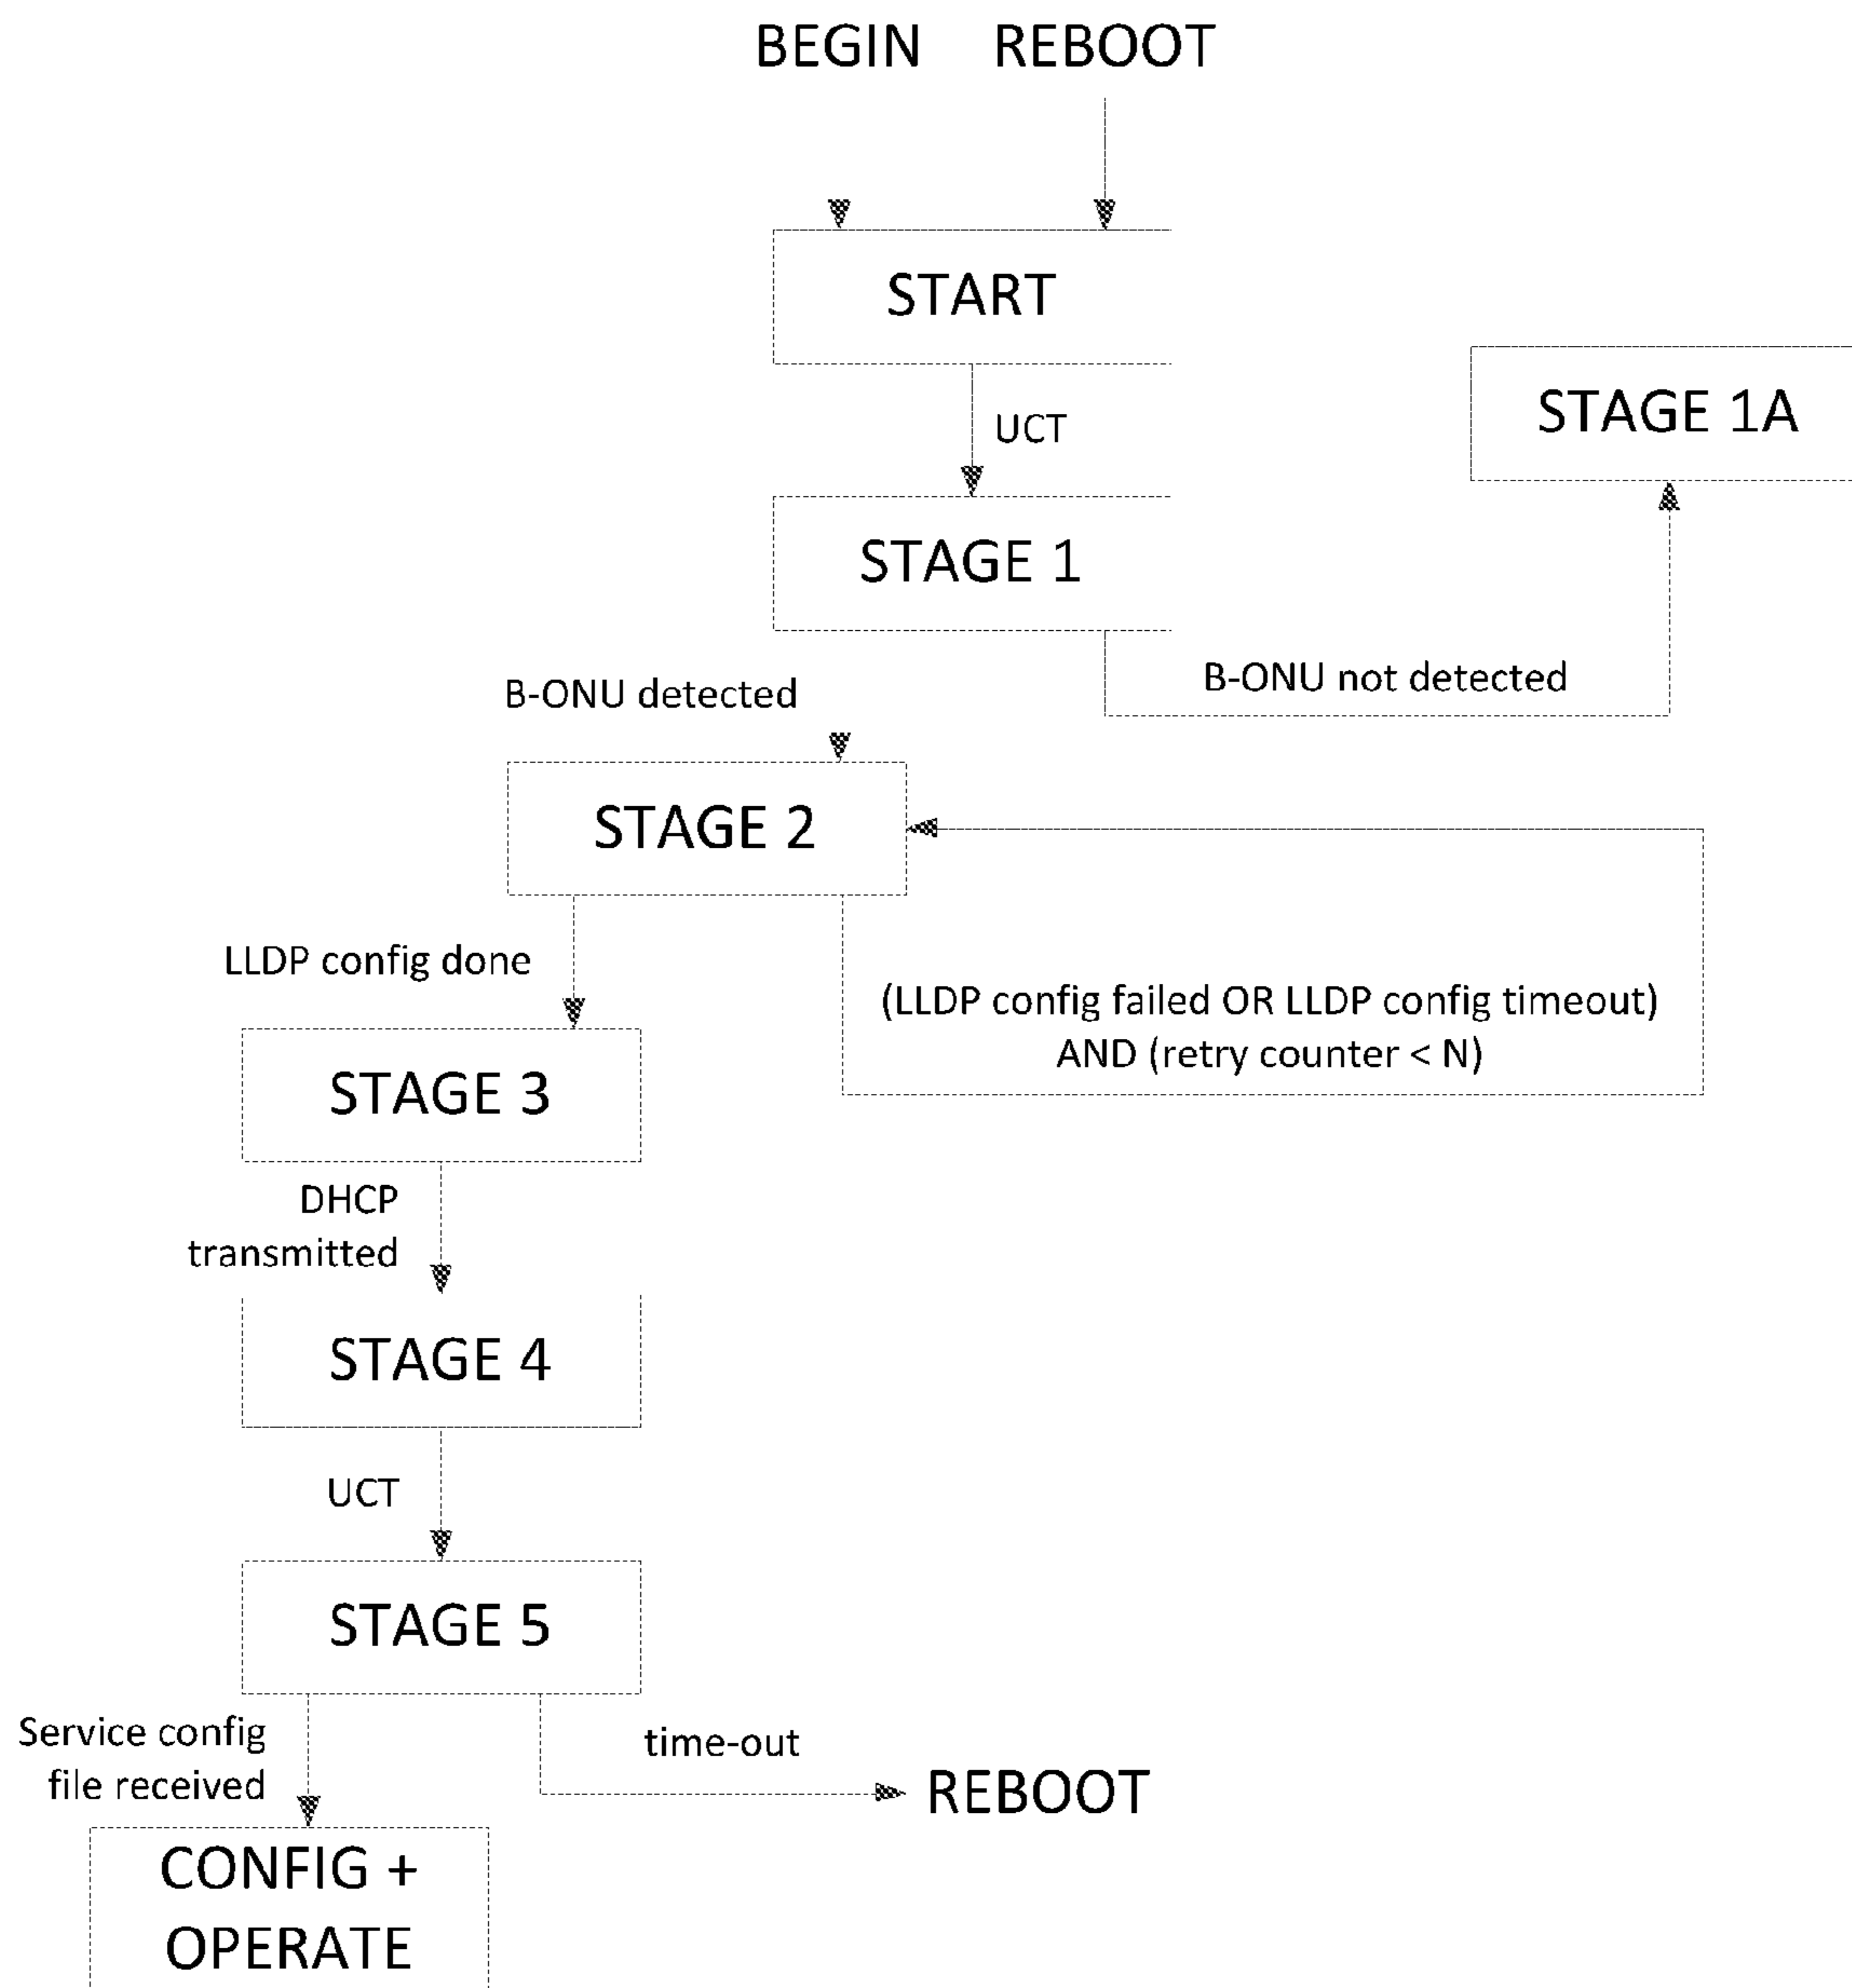 BEGIN REBOOT
START
UCT
STAGE 1A
STAGE 1
B-ONU not detected
B-ONU detected
STAGE 2
LLDP config done
(LLDP config failed OR LLDP config timeout)
AND (retry counter < N)
STAGE 3
DHCP
transmitted
STAGE 4
UCT
STAGE 5
Service config
file received
time-out
REBOOT
CONFIG +
OPERATE